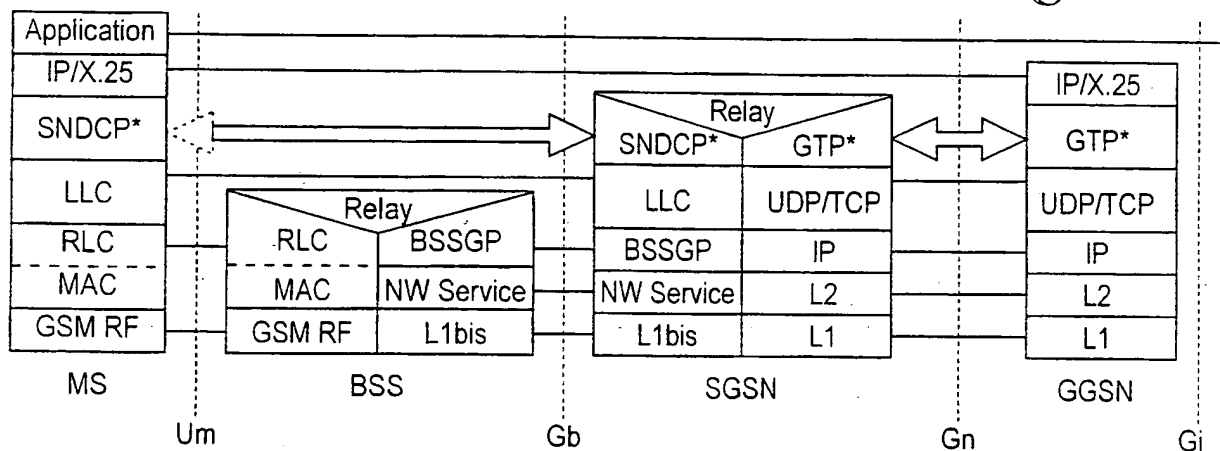 Application
IP/X.25
IP/X.25
Relay
SNDCP*
SNDCP*
GTP*
GTP*
LLC
LLC
UDP/TCP
UDP/TCP
Relay
RLC
RLC
BSSGP
BSSGP
IP
IP
MAC
MAC
NW Service
NW Service
L2
L2
GSM RF
GSM RF
L1bis
L1bis
L1
L1
MS
BSS
SGSN
GGSN
Um
Gb
Gn
Gi